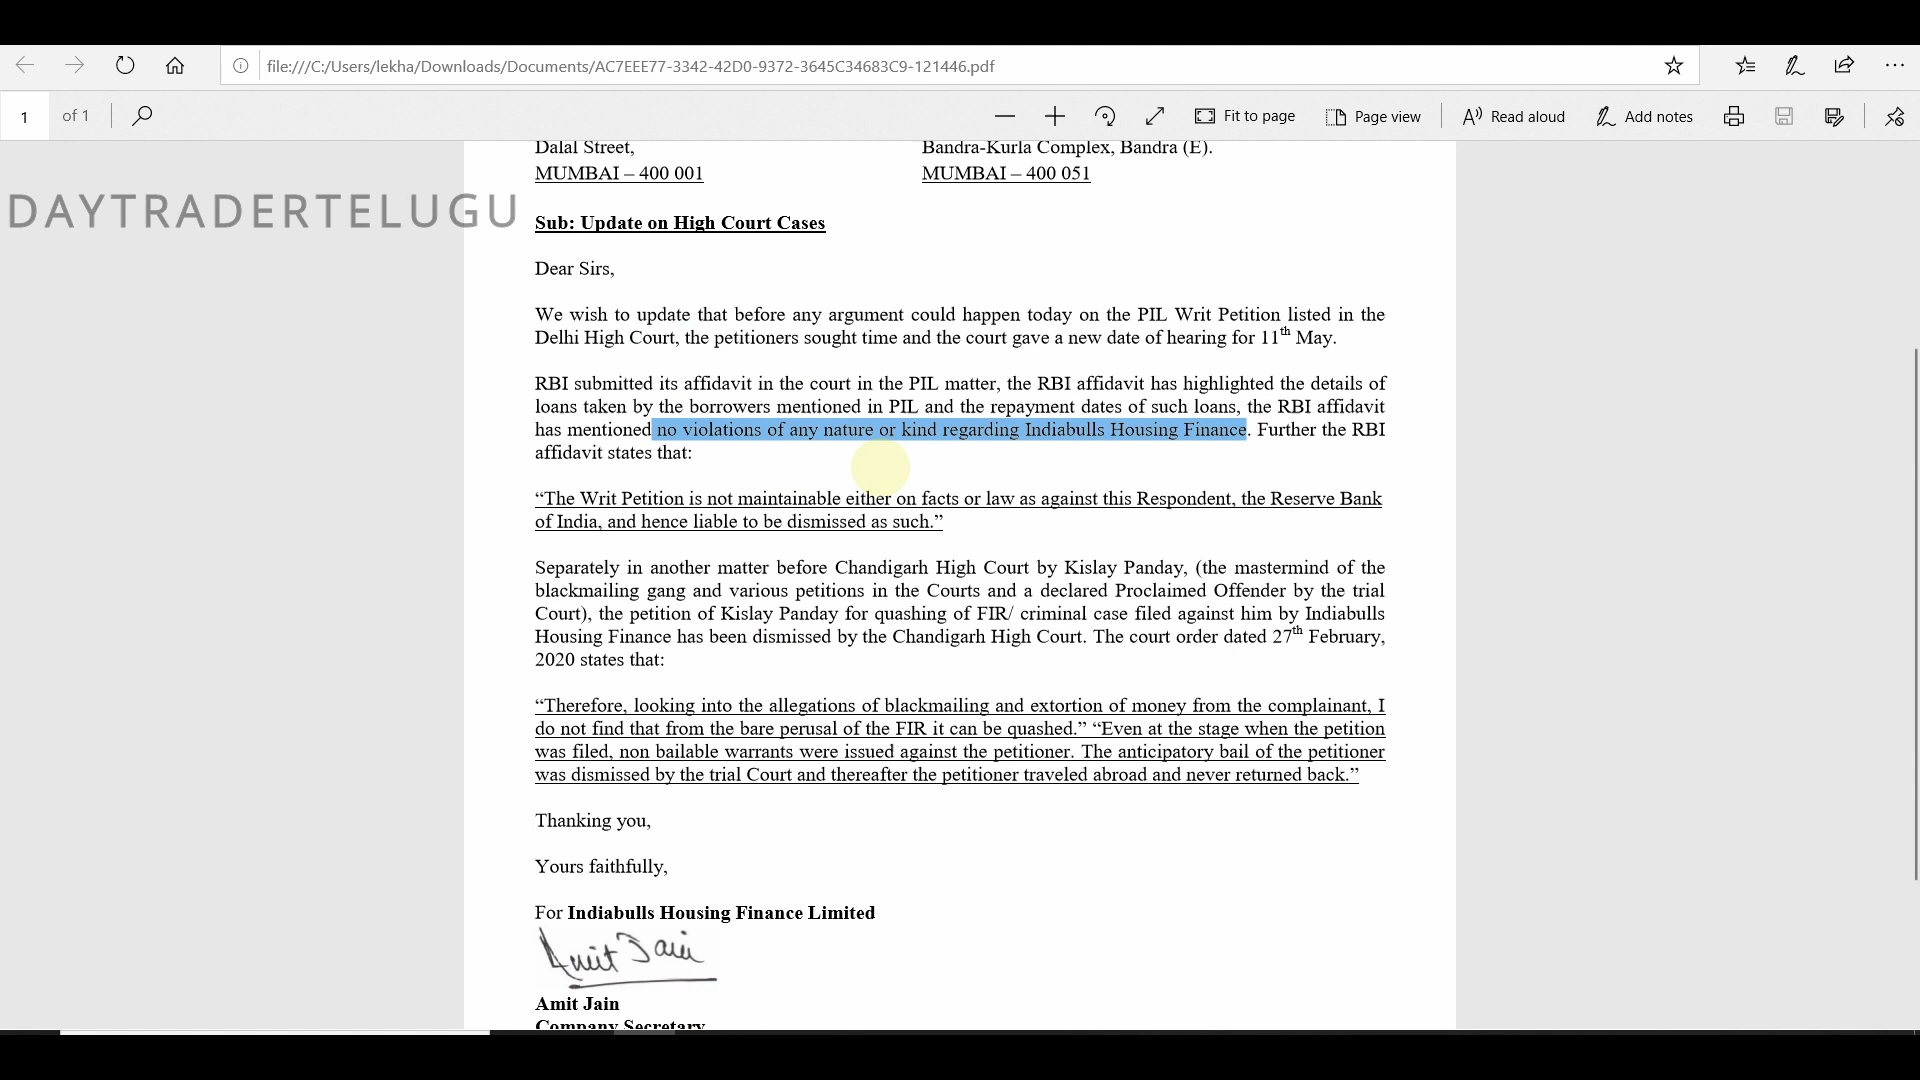 file:///C:/Users/lekha/Downloads/Documents/AC7EEE77-3342-42D0-9372-3645C34683C9-121446.pdf
1 of 1
Fit to page
Page view
Read aloud
Add notes
Dalal Street,
MUMBAI – 400 001
Bandra-Kurla Complex, Bandra (E).
MUMBAI – 400 051
DAYTRADERTELUGU
Sub: Update on High Court Cases
Dear Sirs,
We wish to update that before any argument could happen today on the PIL Writ Petition listed in the
Delhi High Court, the petitioners sought time and the court gave a new date of hearing for 11th May.
RBI submitted its affidavit in the court in the PIL matter, the RBI affidavit has highlighted the details of
loans taken by the borrowers mentioned in PIL and the repayment dates of such loans, the RBI affidavit
has mentioned no violations of any nature or kind regarding Indiabulls Housing Finance. Further the RBI
affidavit states that:
“The Writ Petition is not maintainable either on facts or law as against this Respondent, the Reserve Bank
of India, and hence liable to be dismissed as such.”
Separately in another matter before Chandigarh High Court by Kislay Panday, (the mastermind of the
blackmailing gang and various petitions in the Courts and a declared Proclaimed Offender by the trial
Court), the petition of Kislay Panday for quashing of FIR/ criminal case filed against him by Indiabulls
Housing Finance has been dismissed by the Chandigarh High Court. The court order dated 27th February,
2020 states that:
“Therefore, looking into the allegations of blackmailing and extortion of money from the complainant, I
do not find that from the bare perusal of the FIR it can be quashed.” “Even at the stage when the petition
was filed, non bailable warrants were issued against the petitioner. The anticipatory bail of the petitioner
was dismissed by the trial Court and thereafter the petitioner traveled abroad and never returned back.”
Thanking you,
Yours faithfully,
For Indiabulls Housing Finance Limited
Amit Jain
Amit Jain
Company Secretary